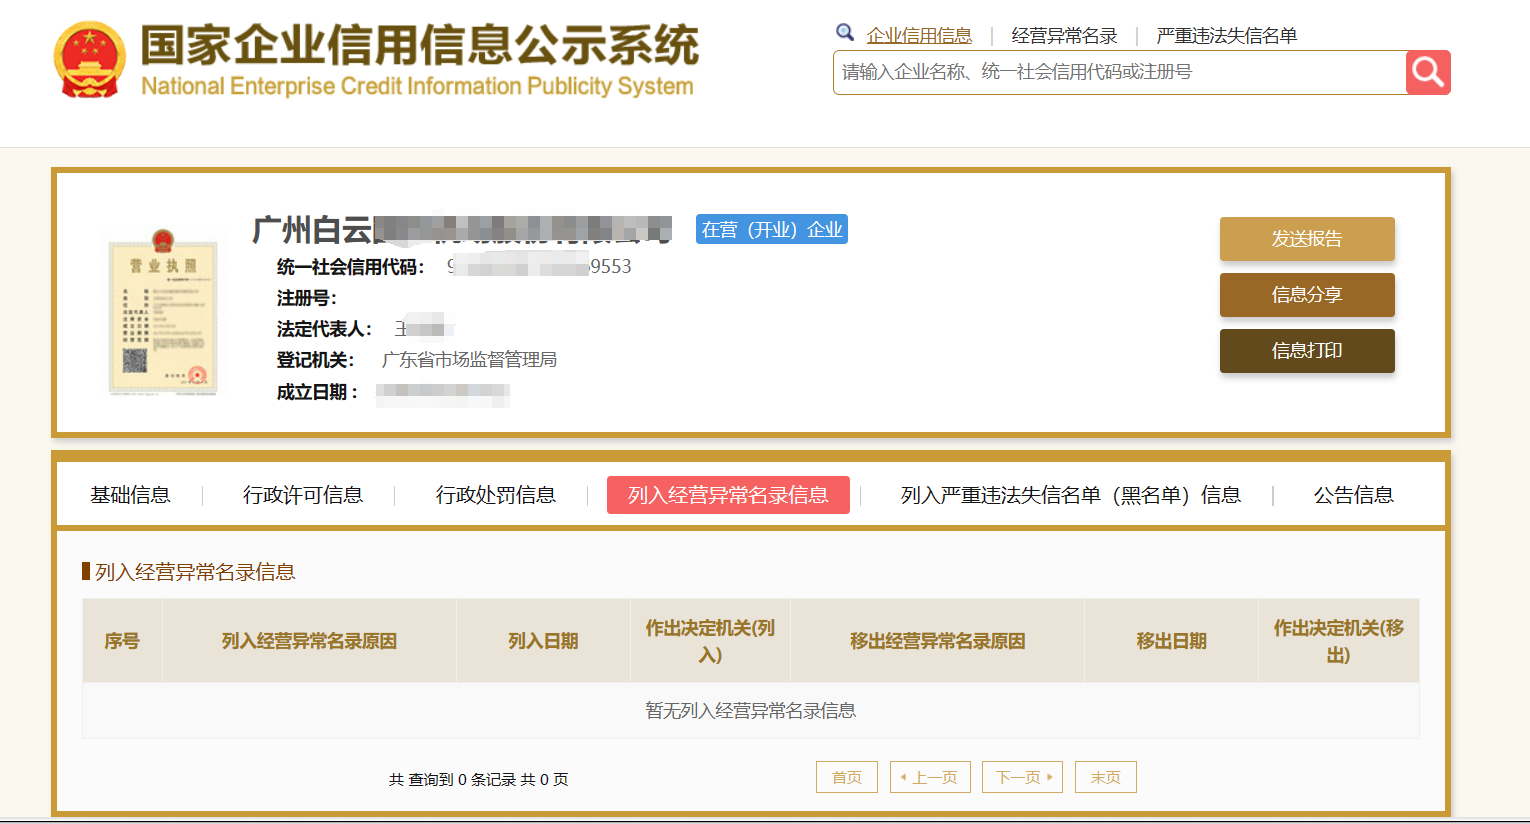 国家企业信用信息公示系统
National Enterprise Credit Information Publicity System
企业信用信息 | 经营异常名录 | 严重违法失信名单
请输入企业名称、统一社会信用代码或注册号
营业执照
广州白云
在营（开业）企业
统一社会信用代码： 9553
注册号：
法定代表人：
登记机关： 广东省市场监督管理局
成立日期：
发送报告
信息分享
信息打印
基础信息 | 行政许可信息 | 行政处罚信息 | 列入经营异常名录信息 | 列入严重违法失信名单（黑名单）信息 | 公告信息
列入经营异常名录信息
序号 列入经营异常名录原因 列入日期 作出决定机关(列入) 移出经营异常名录原因 移出日期 作出决定机关(移出)
暂无列入经营异常名录信息
共 查询到 0 条记录 共 0 页
首页 上一页 下一页 末页